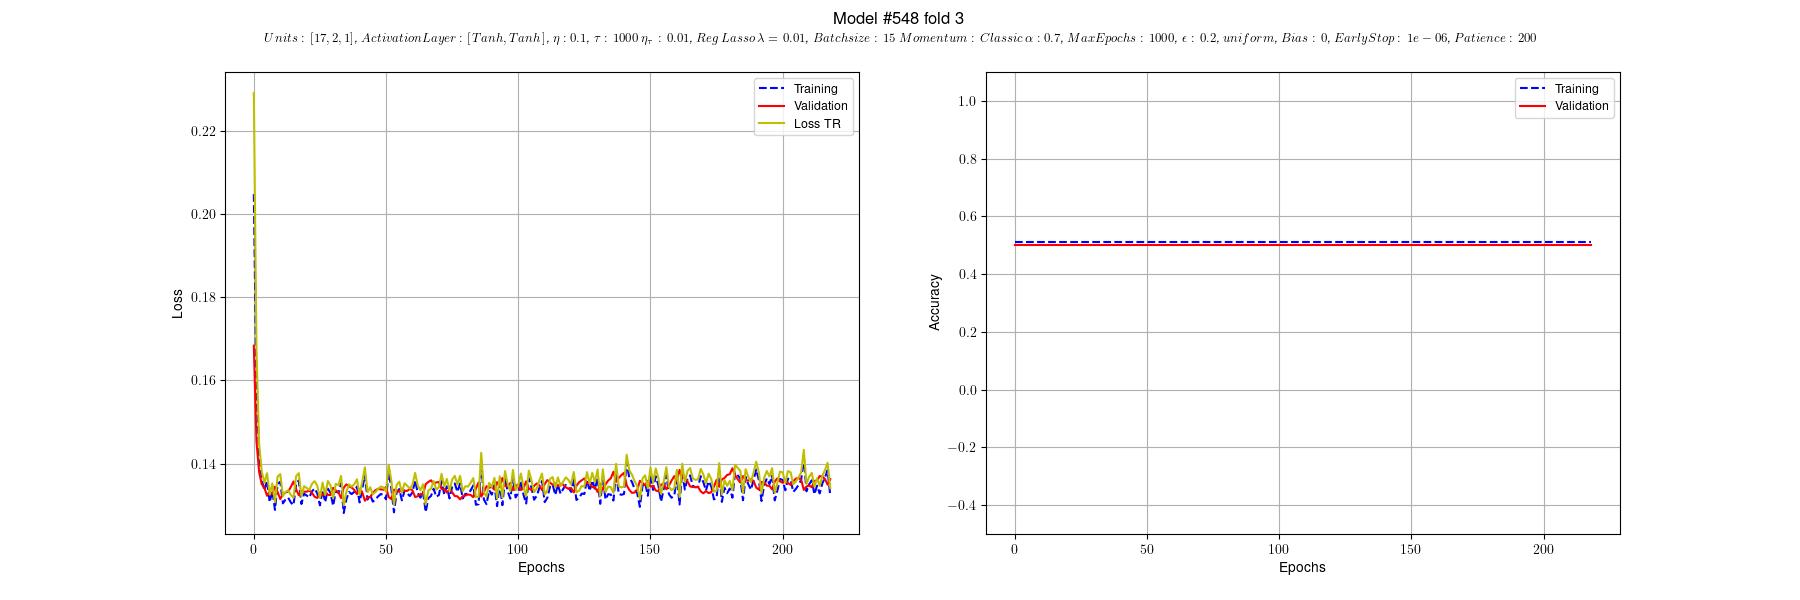 Model #548 fold 3
Units : [17, 2, 1], ActivationLayer : [Tanh, Tanh], η : 0.1, τ : 1000 η_τ : 0.01, Reg Lasso λ = 0.01, Batchsize : 15 Momentum : Classic α : 0.7, MaxEpochs : 1000, ϵ : 0.2, uniform, Bias : 0, EarlyStop : 1e − 06, Patience : 200
Training
Validation
Loss TR
0.22
0.20
0.18
0.16
0.14
Loss
0 50 100 150 200
Epochs
Training
Validation
1.0
0.8
0.6
0.4
0.2
0.0
−0.2
−0.4
Accuracy
0 50 100 150 200
Epochs